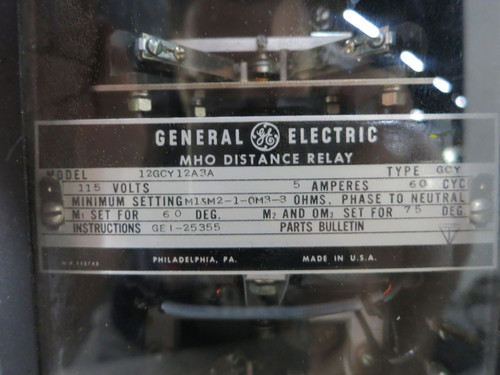 GENERAL GE ELECTRIC
MHO DISTANCE RELAY
MODEL 12GCY12A3A TYPE GCY
115 VOLTS 5 AMPERES 60 CYC
MINIMUM SETTING M1&M2-1-OM3-3 OHMS, PHASE TO NEUTRAL
M1 SET FOR 60 DEG. M2 AND OM3 SET FOR 75 DEG.
INSTRUCTIONS GEI-25355 PARTS BULLETIN
PHILADELPHIA, PA. MADE IN U.S.A.